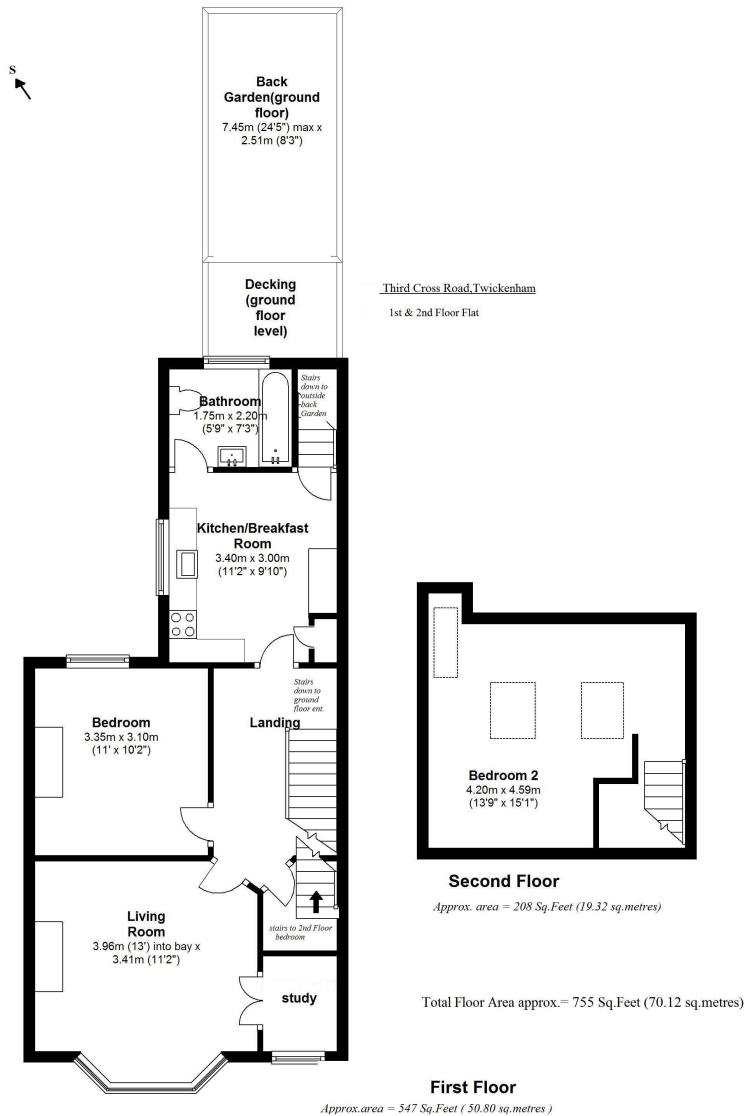 S
Back
Garden(ground
floor)
7.45m (24'5") max x
2.51m (8'3")
Decking
(ground
floor
level)
Third Cross Road,Twickenham
1st & 2nd Floor Flat
Stairs
down to
outside
back
Garden
Bathroom
1.75m x 2.20m
(5'9" x 7'3")
Kitchen/Breakfast
Room
3.40m x 3.00m
(11'2" x 9'10")
Stairs
down to
ground
floor ent.
Landing
Bedroom
3.35m x 3.10m
(11' x 10'2")
Living
Room
3.96m (13') into bay x
3.41m (11'2")
stairs to 2nd Floor
bedroom
study
Bedroom 2
4.20m x 4.59m
(13'9" x 15'1")
Second Floor
Approx. area = 208 Sq.Feet (19.32 sq.metres)
Total Floor Area approx.= 755 Sq.Feet (70.12 sq.metres)
First Floor
Approx.area = 547 Sq.Feet ( 50.80 sq.metres )